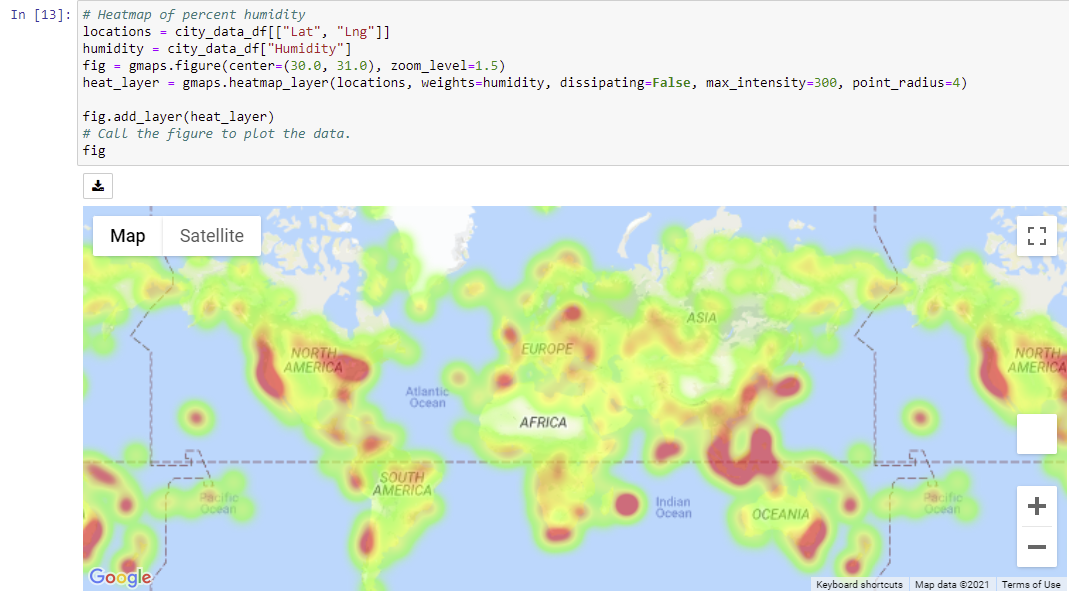 In [13]:
# Heatmap of percent humidity
locations = city_data_df[["Lat", "Lng"]]
humidity = city_data_df["Humidity"]
fig = gmaps.figure(center=(30.0, 31.0), zoom_level=1.5)
heat_layer = gmaps.heatmap_layer(locations, weights=humidity, dissipating=False, max_intensity=300, point_radius=4)
fig.add_layer(heat_layer)
# Call the figure to plot the data.
fig
Map
Satellite
ASIA
NORTH
AMERICA
EUROPE
NORTH
AMERICA
Atlantic
Ocean
AFRICA
SOUTH
AMERICA
Pacific
Ocean
Indian
Ocean
OCEANIA
Pacific
Ocean
Google
Keyboard shortcuts
Map data ©2021
Terms of Use